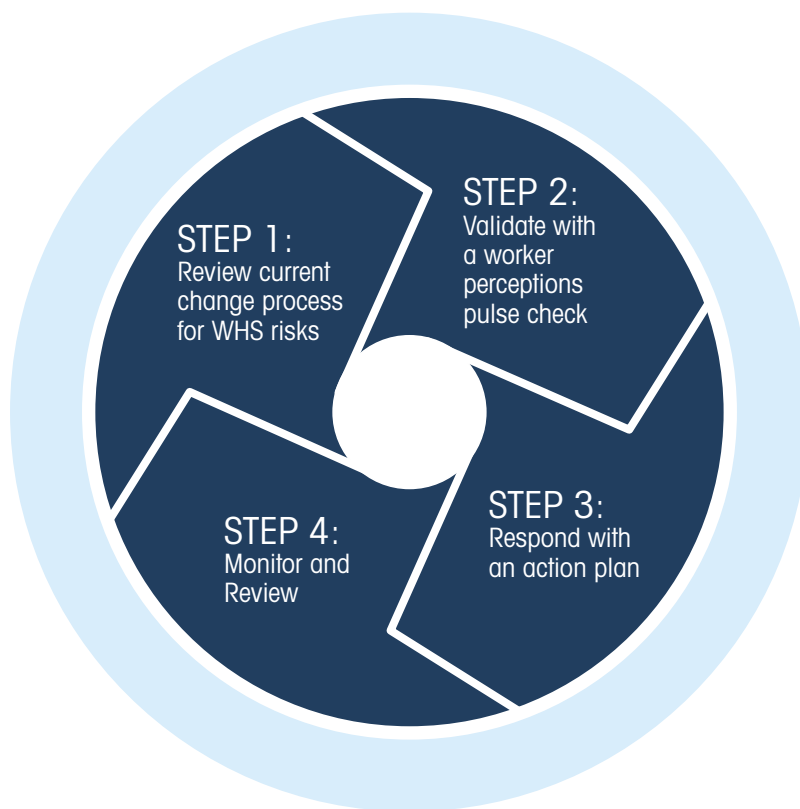 STEP 1:
Review current
change process
for WHS risks
STEP 2:
Validate with
a worker
perceptions
pulse check
STEP 3:
Respond with
an action plan
STEP 4:
Monitor and
Review